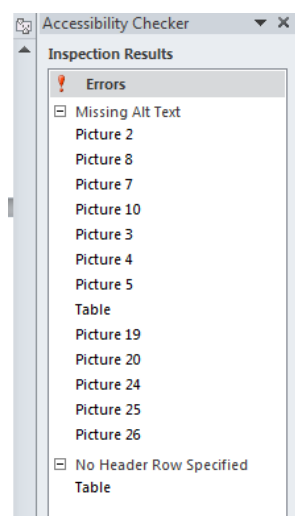 Accessibility Checker
Inspection Results
Errors
Missing Alt Text
Picture 2
Picture 8
Picture 7
Picture 10
Picture 3
Picture 4
Picture 5
Table
Picture 19
Picture 20
Picture 24
Picture 25
Picture 26
No Header Row Specified
Table